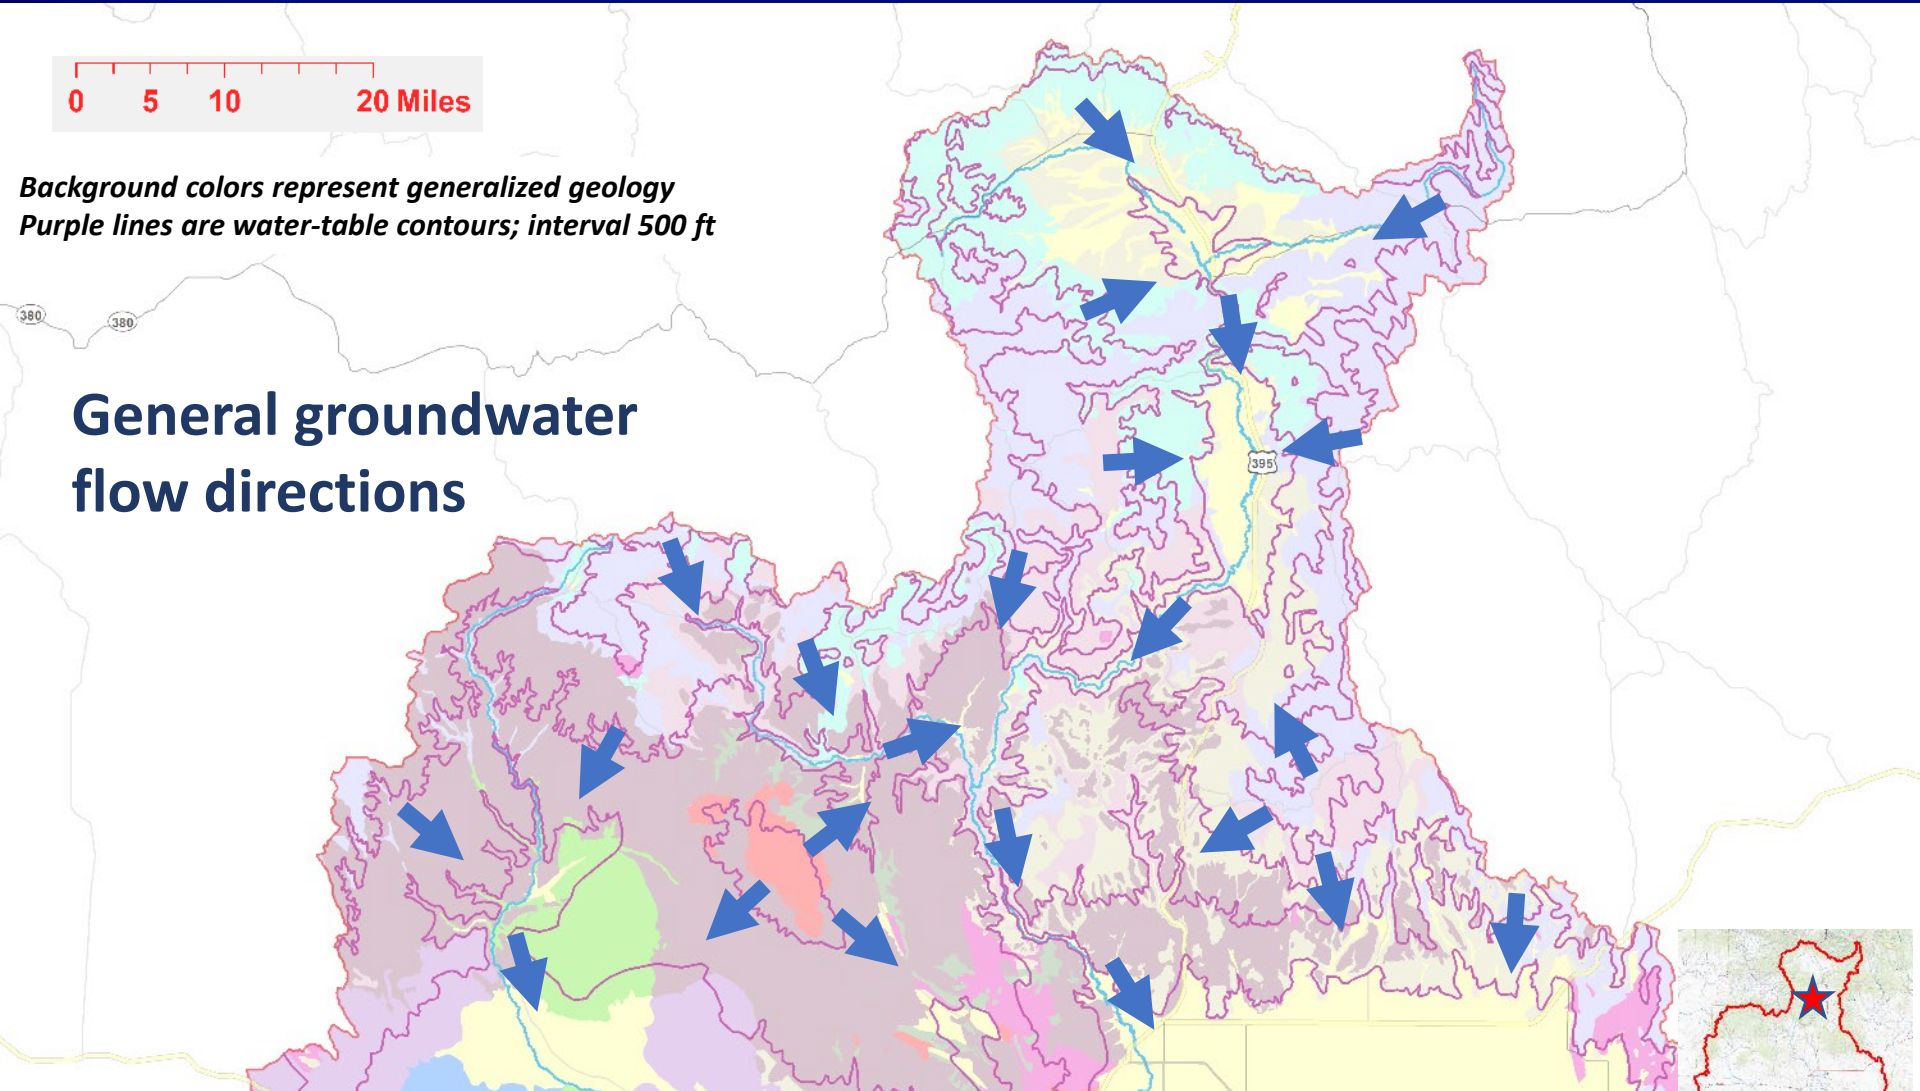 0 5 10 20 Miles
Background colors represent generalized geology
Purple lines are water-table contours; interval 500 ft
380
380
General groundwater
flow directions
395